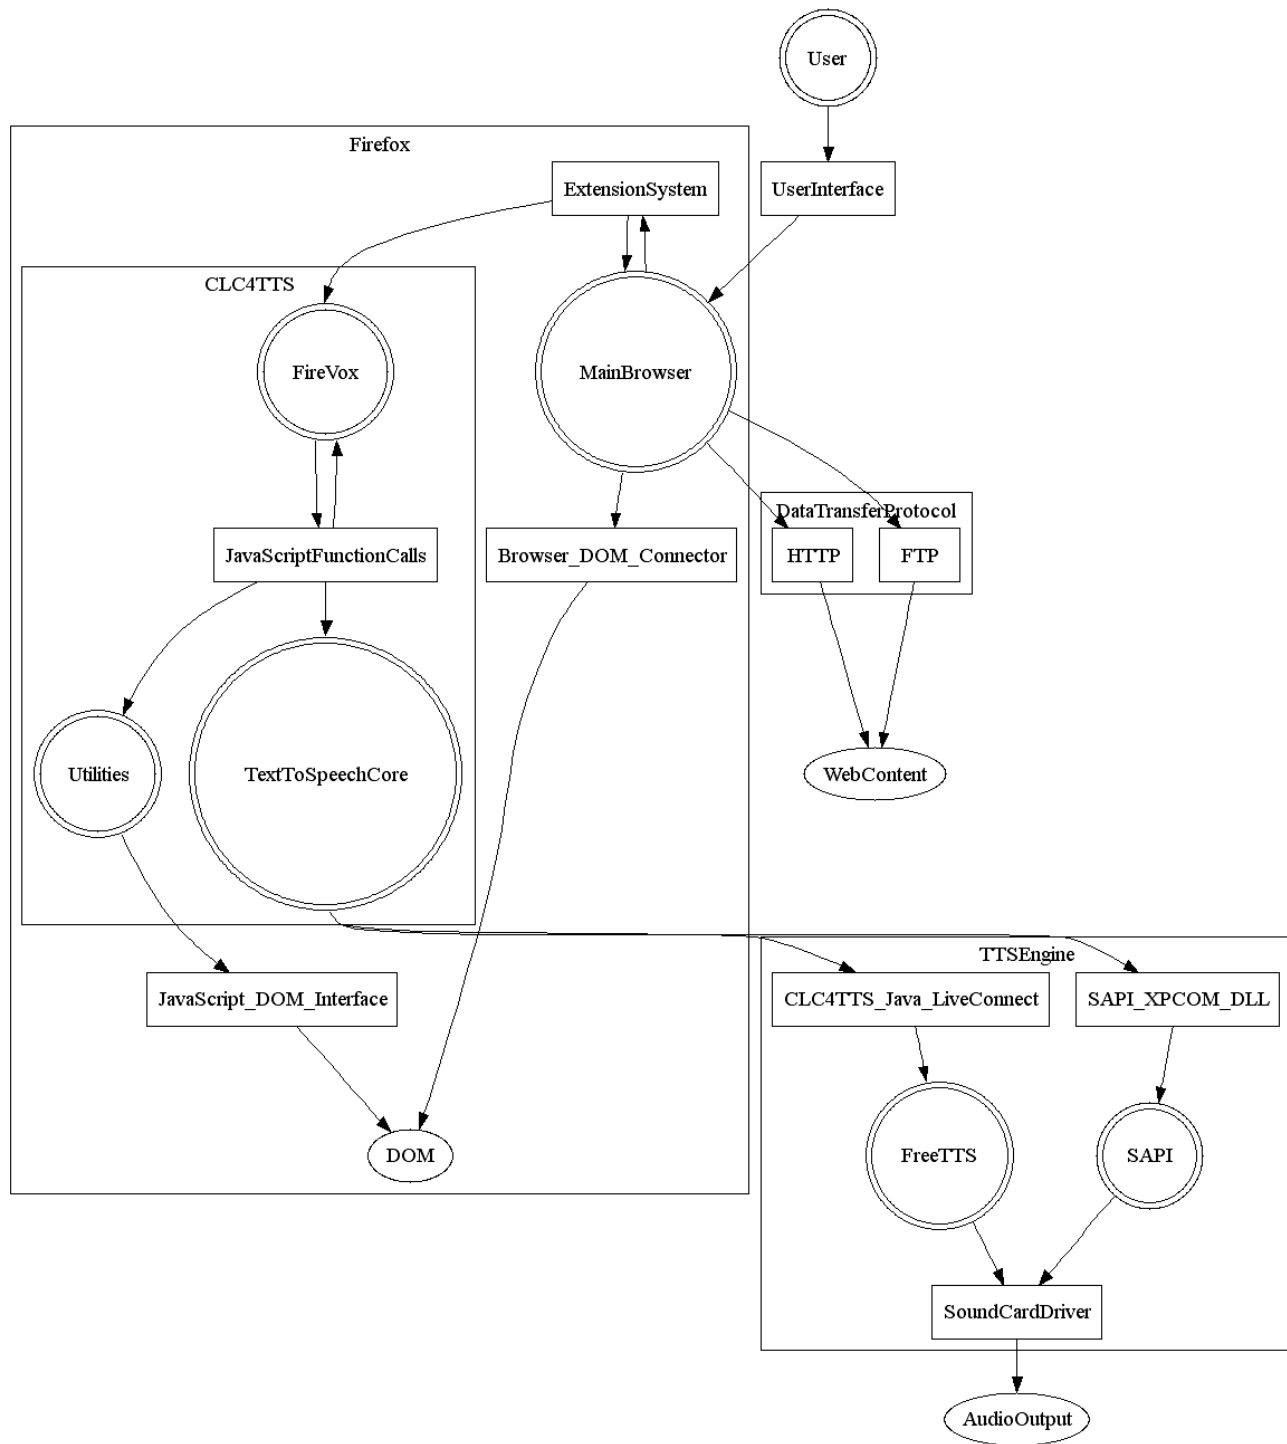 User
Firefox
ExtensionSystem
UserInterface
CLC4TTS
FireVox
MainBrowser
DataTransferProtocol
JavaScriptFunctionCalls
Browser_DOM_Connector
HTTP
FTP
Utilities
TextToSpeechCore
WebContent
TTSEngine
JavaScript_DOM_Interface
CLC4TTS_Java_LiveConnect
SAPI_XPCOM_DLL
DOM
FreeTTS
SAPI
SoundCardDriver
AudioOutput